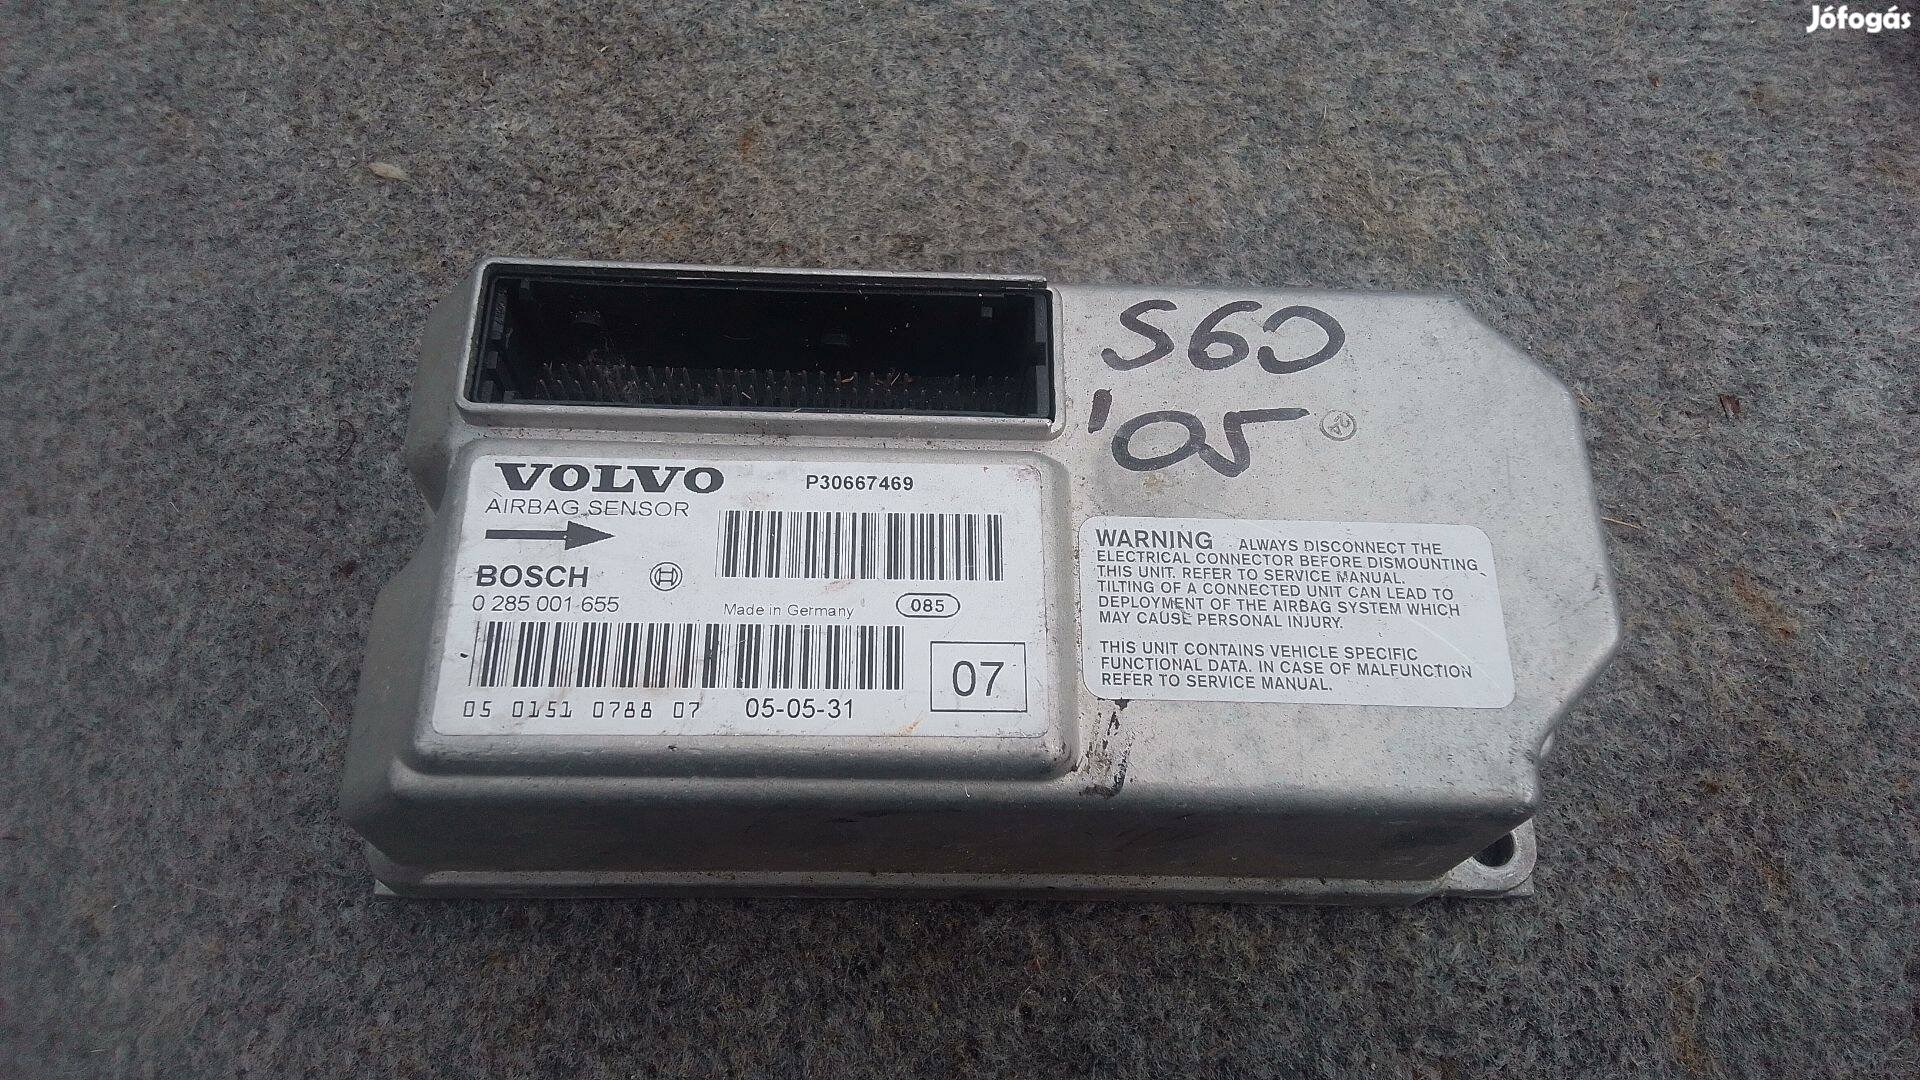 Jófogás
S60
'05
VOLVO
P30667469
AIRBAG SENSOR
BOSCH
0 285 001 655
Made in Germany
085
05 0151 0788 07
05-05-31
07
WARNING ALWAYS DISCONNECT THE
ELECTRICAL CONNECTOR BEFORE DISMOUNTING
THIS UNIT. REFER TO SERVICE MANUAL.
TILTING OF A CONNECTED UNIT CAN LEAD TO
DEPLOYMENT OF THE AIRBAG SYSTEM WHICH
MAY CAUSE PERSONAL INJURY.
THIS UNIT CONTAINS VEHICLE SPECIFIC
FUNCTIONAL DATA. IN CASE OF MALFUNCTION
REFER TO SERVICE MANUAL.